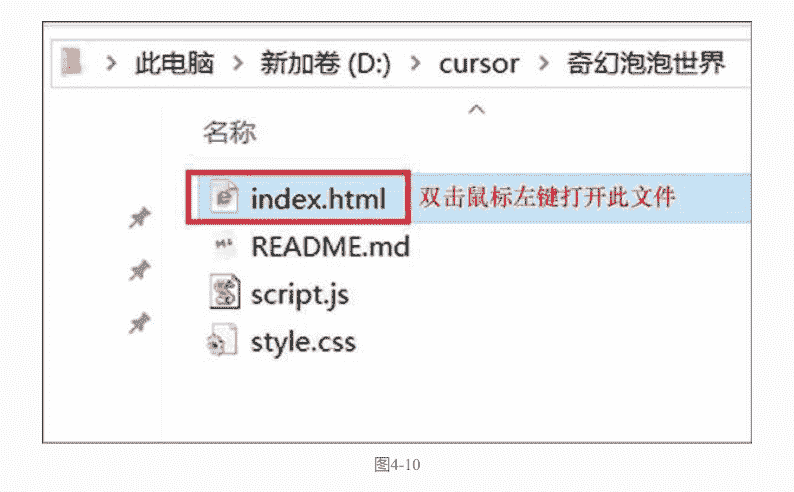 > 此电脑 > 新加卷 (D:) > cursor > 奇幻泡泡世界
名称
index.html 双击鼠标左键打开此文件
README.md
script.js
style.css
图4-10